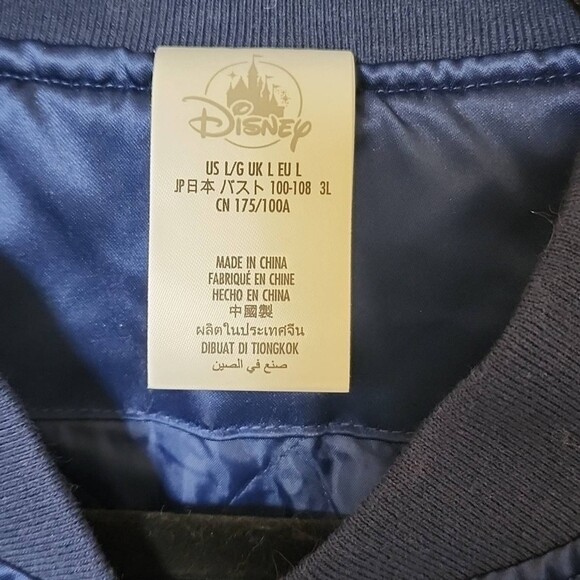 Disney
US L/G UK L EU L
JP日本 バスト 100-108 3L
CN 175/100A
MADE IN CHINA
FABRIQUÉ EN CHINE
HECHO EN CHINA
中國製
ผลิตในประเทศจีน
DIBUAT DI TIONGKOK
صنع في الصين